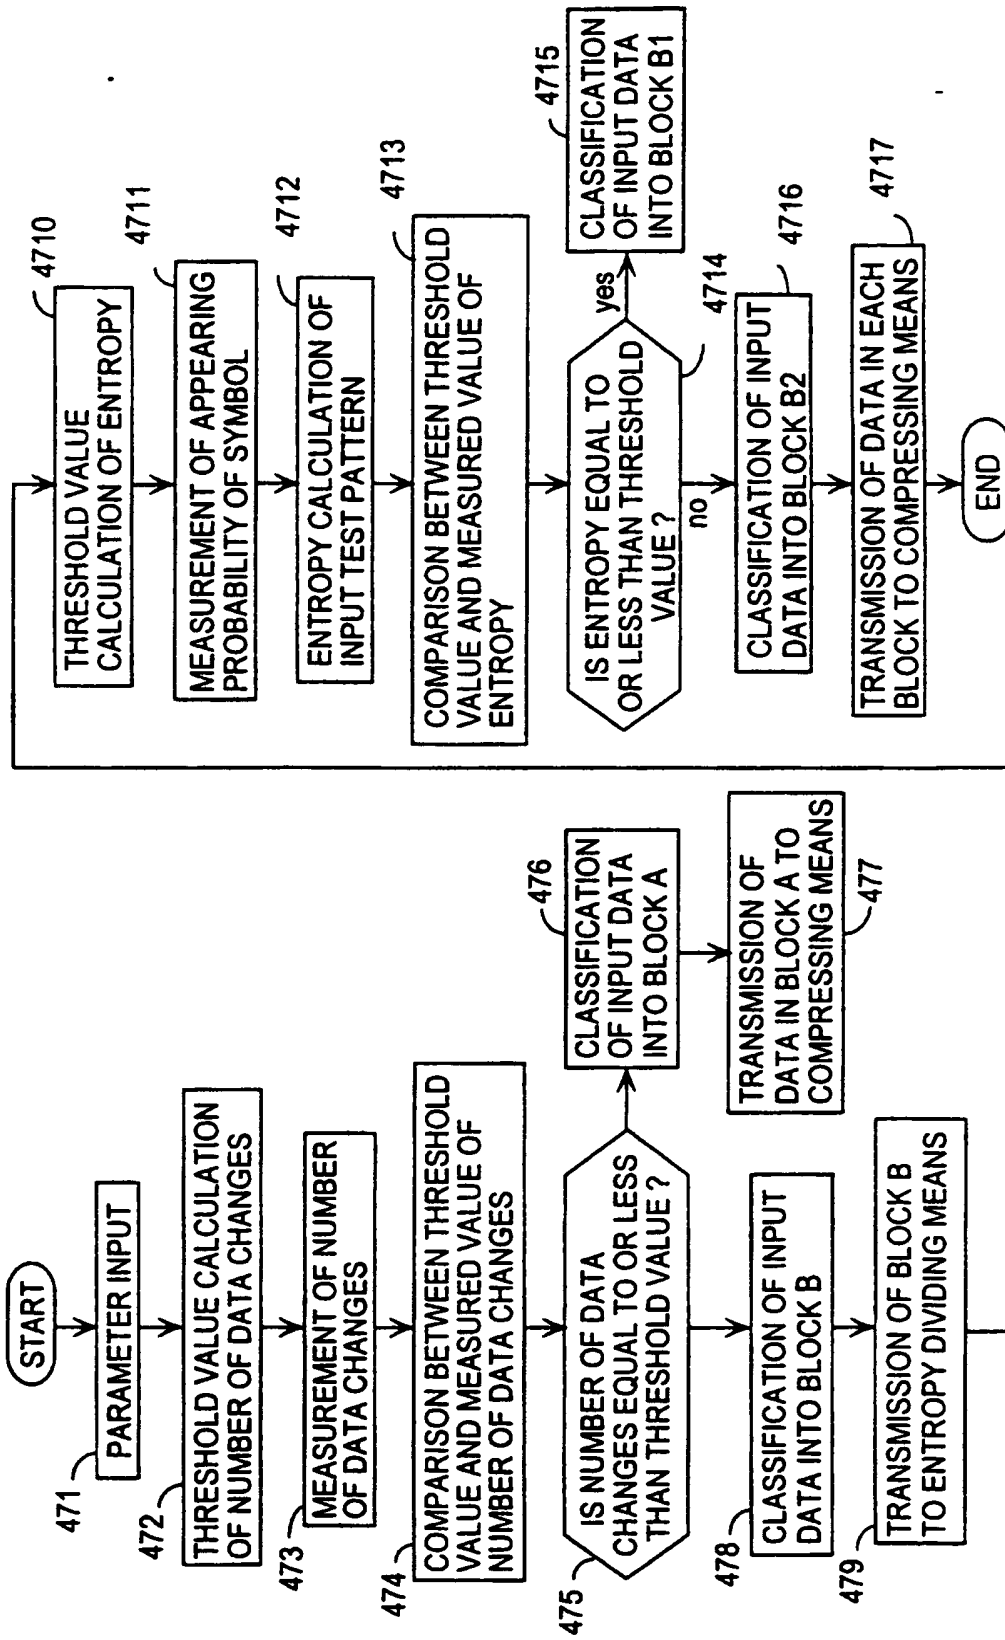 START
471
PARAMETER INPUT
472
THRESHOLD VALUE CALCULATION
OF NUMBER OF DATA CHANGES
473
MEASUREMENT OF NUMBER
OF DATA CHANGES
474
COMPARISON BETWEEN THRESHOLD
VALUE AND MEASURED VALUE OF
NUMBER OF DATA CHANGES
475
IS NUMBER OF DATA
CHANGES EQUAL TO OR LESS
THAN THRESHOLD VALUE ?
476
CLASSIFICATION
OF INPUT DATA
INTO BLOCK A
TRANSMISSION OF
DATA IN BLOCK A TO
COMPRESSING MEANS
477
478
CLASSIFICATION OF INPUT
DATA INTO BLOCK B
479
TRANSMISSION OF BLOCK B
TO ENTROPY DIVIDING MEANS
4710
THRESHOLD VALUE
CALCULATION OF ENTROPY
4711
MEASUREMENT OF APPEARING
PROBABILITY OF SYMBOL
4712
ENTROPY CALCULATION OF
INPUT TEST PATTERN
4713
COMPARISON BETWEEN THRESHOLD
VALUE AND MEASURED VALUE OF
ENTROPY
IS ENTROPY EQUAL TO
OR LESS THAN THRESHOLD
VALUE ?
4714
yes
4715
CLASSIFICATION
OF INPUT DATA
INTO BLOCK B1
no
4716
CLASSIFICATION OF INPUT
DATA INTO BLOCK B2
4717
TRANSMISSION OF DATA IN EACH
BLOCK TO COMPRESSING MEANS
END